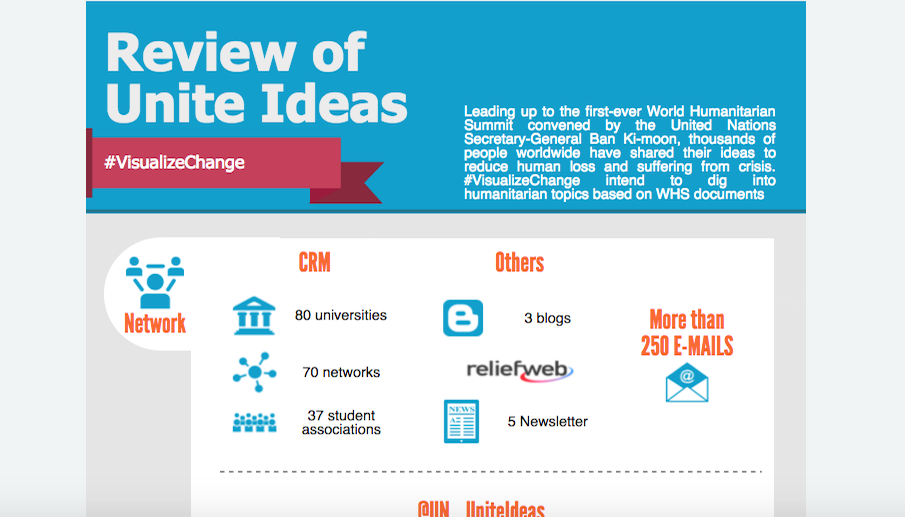 Review of
Unite Ideas
#VisualizeChange
Leading up to the first-ever World Humanitarian
Summit convened by the United Nations
Secretary-General Ban Ki-moon, thousands of
people worldwide have shared their ideas to
reduce human loss and suffering from crisis.
#VisualizeChange intend to dig into
humanitarian topics based on WHS documents
Network
CRM
80 universities
70 networks
37 student
associations
Others
3 blogs
reliefweb
NEWS
5 Newsletter
More than
250 E-MAILS
@
@UN_UniteIdeas